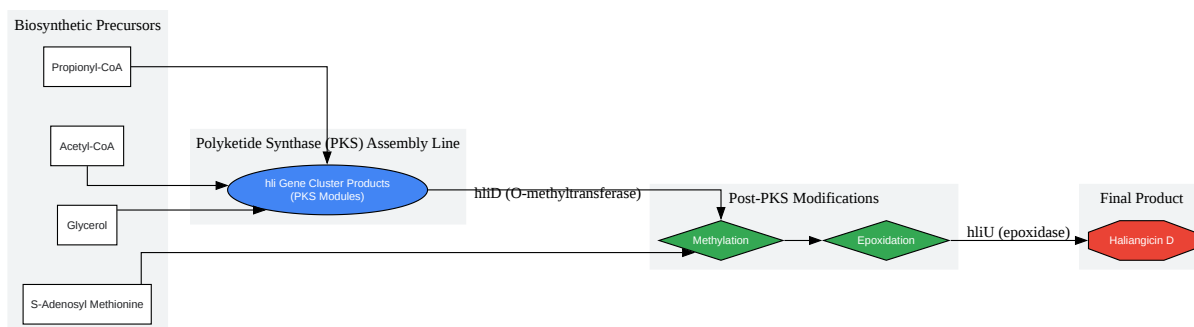 Biosynthetic Precursors
Propionyl-CoA
Acetyl-CoA
Glycerol
S-Adenosyl Methionine
Polyketide Synthase (PKS) Assembly Line
hli Gene Cluster Products
(PKS Modules)
hliD (O-methyltransferase)
Post-PKS Modifications
Methylation
Epoxidation
hliU (epoxidase)
Final Product
Haliangicin D